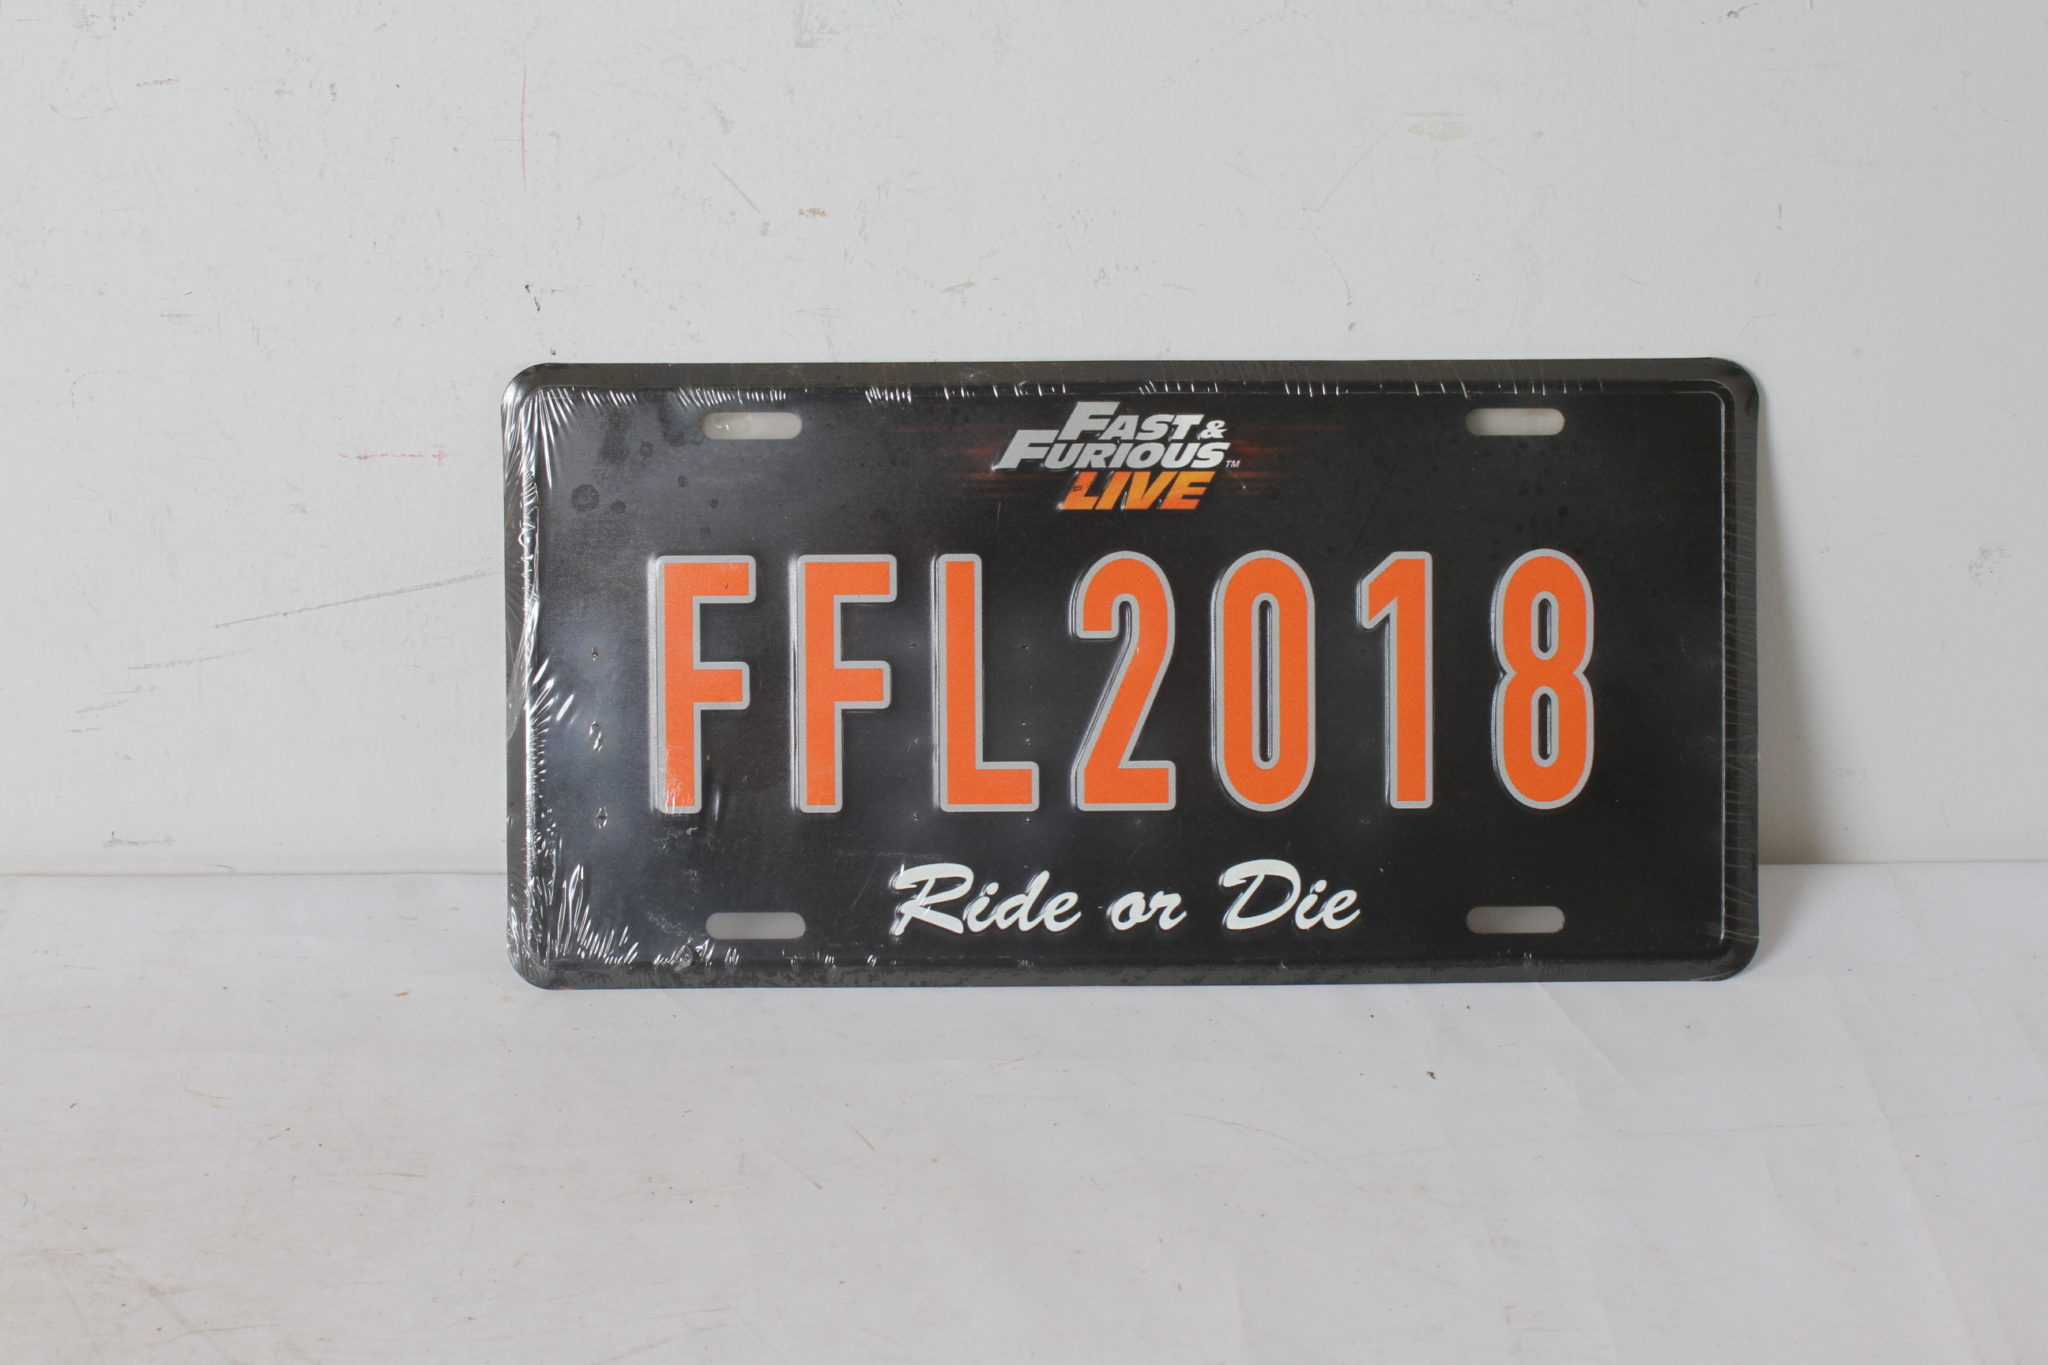 FAST &
FURIOUS™
LIVE
FFL2018
Ride or Die